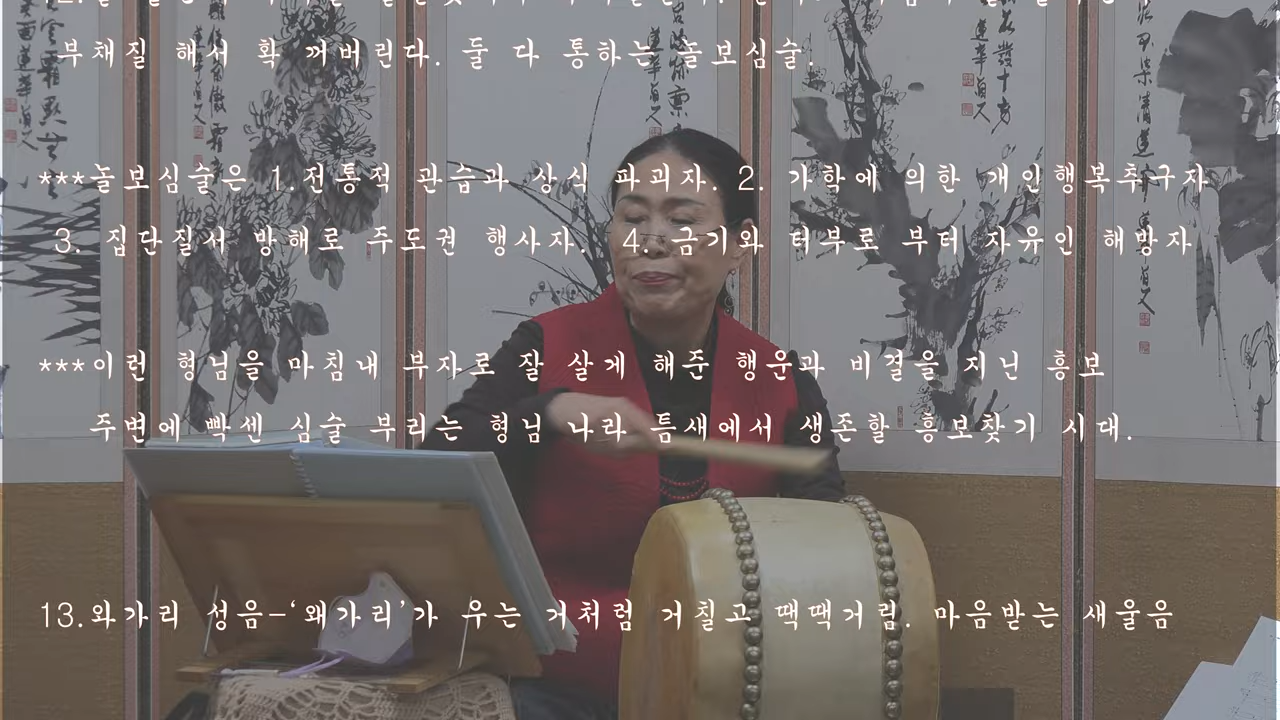 부채질 해서 확 꺼버린다. 둘 다 통하는 놀보심술.
***놀보심술은 1.전통적 관습과 상식 파괴자. 2. 가학에 의한 개인행복추구자
3. 집단질서 방해로 주도권 행사자. 4. 금기와 터부로 부터 자유인 해방자
***이런 형님을 마침내 부자로 잘 살게 해준 행운과 비결을 지닌 흥보
주변에 빡센 심술 부리는 형님 나라 틈새에서 생존할 흥보찾기 시대.
13.와가리 성음-‘왜가리’가 우는 거처럼 거칠고 땍땍거림. 마음받는 새울음